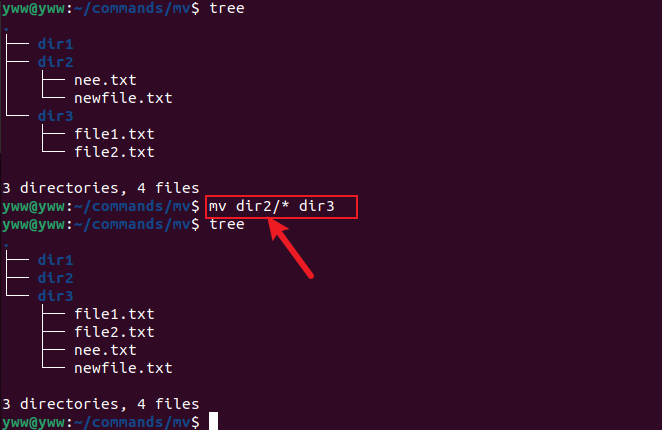 yww@yww:~/commands/mv$ tree
.
├── dir1
├── dir2
│   ├── nee.txt
│   └── newfile.txt
└── dir3
    ├── file1.txt
    └── file2.txt
3 directories, 4 files
yww@yww:~/commands/mv$ mv dir2/* dir3
yww@yww:~/commands/mv$ tree
.
├── dir1
├── dir2
└── dir3
    ├── file1.txt
    ├── file2.txt
    ├── nee.txt
    └── newfile.txt
3 directories, 4 files
yww@yww:~/commands/mv$